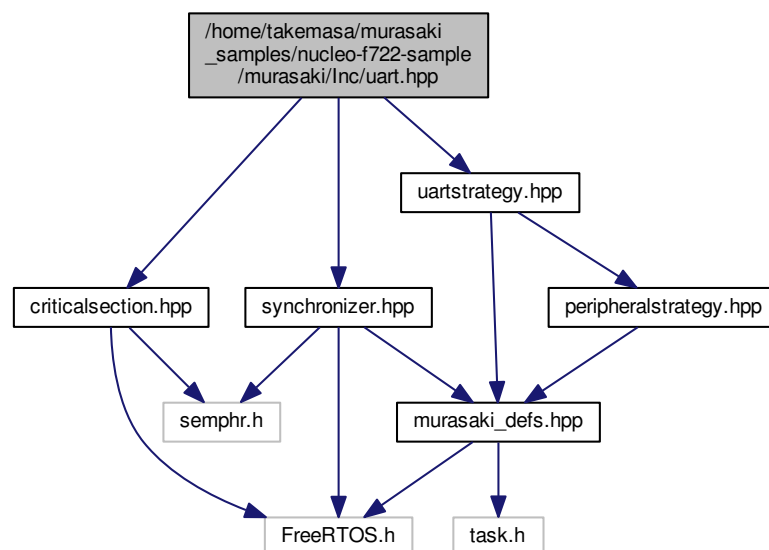 /home/takemasa/murasaki
_samples/nucleo-f722-sample
/murasaki/Inc/uart.hpp
uartstrategy.hpp
criticalsection.hpp
synchronizer.hpp
peripheralstrategy.hpp
semphr.h
murasaki_defs.hpp
FreeRTOS.h
task.h